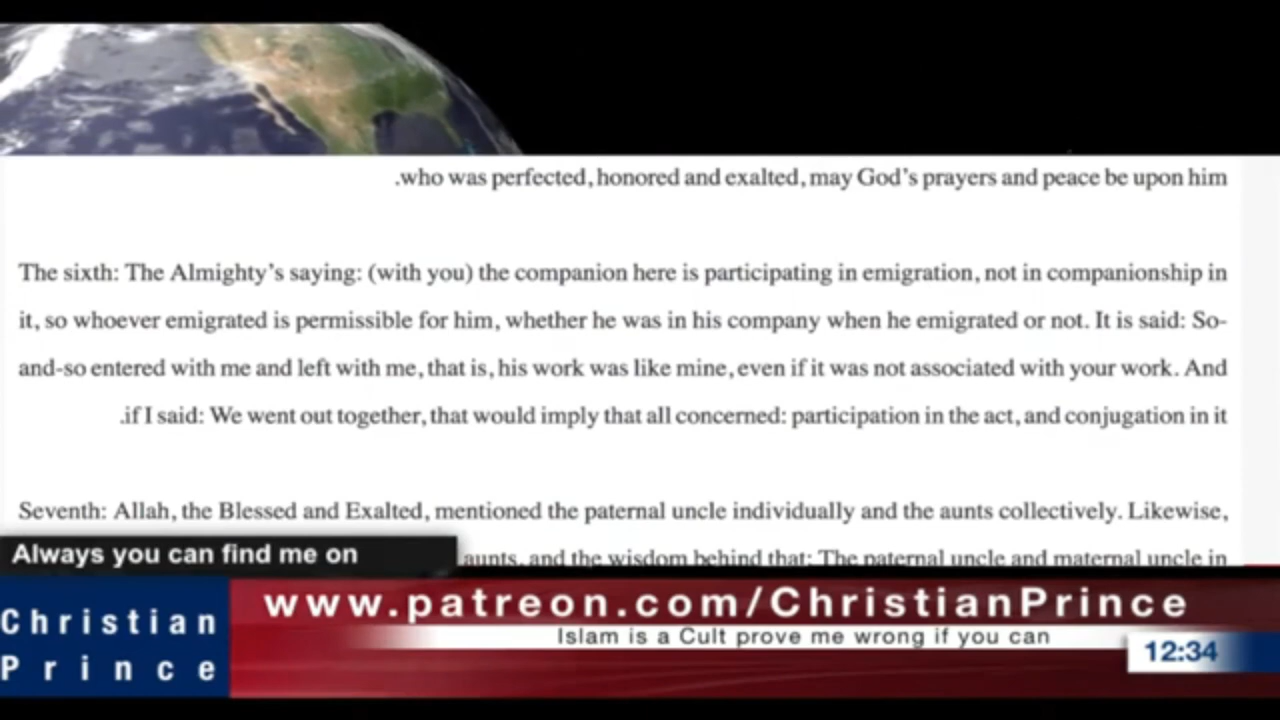 .who was perfected, honored and exalted, may God's prayers and peace be upon him
The sixth: The Almighty's saying: (with you) the companion here is participating in emigration, not in companionship in
it, so whoever emigrated is permissible for him, whether he was in his company when he emigrated or not. It is said: So-
and-so entered with me and left with me, that is, his work was like mine, even if it was not associated with your work. And
.if I said: We went out together, that would imply that all concerned: participation in the act, and conjugation in it
Seventh: Allah, the Blessed and Exalted, mentioned the paternal uncle individually and the aunts collectively. Likewise,
aunts, and the wisdom behind that: The paternal uncle and maternal uncle in
Always you can find me on
www.patreon.com/ChristianPrince
Christian
Prince
Islam is a Cult prove me wrong if you can
12:34